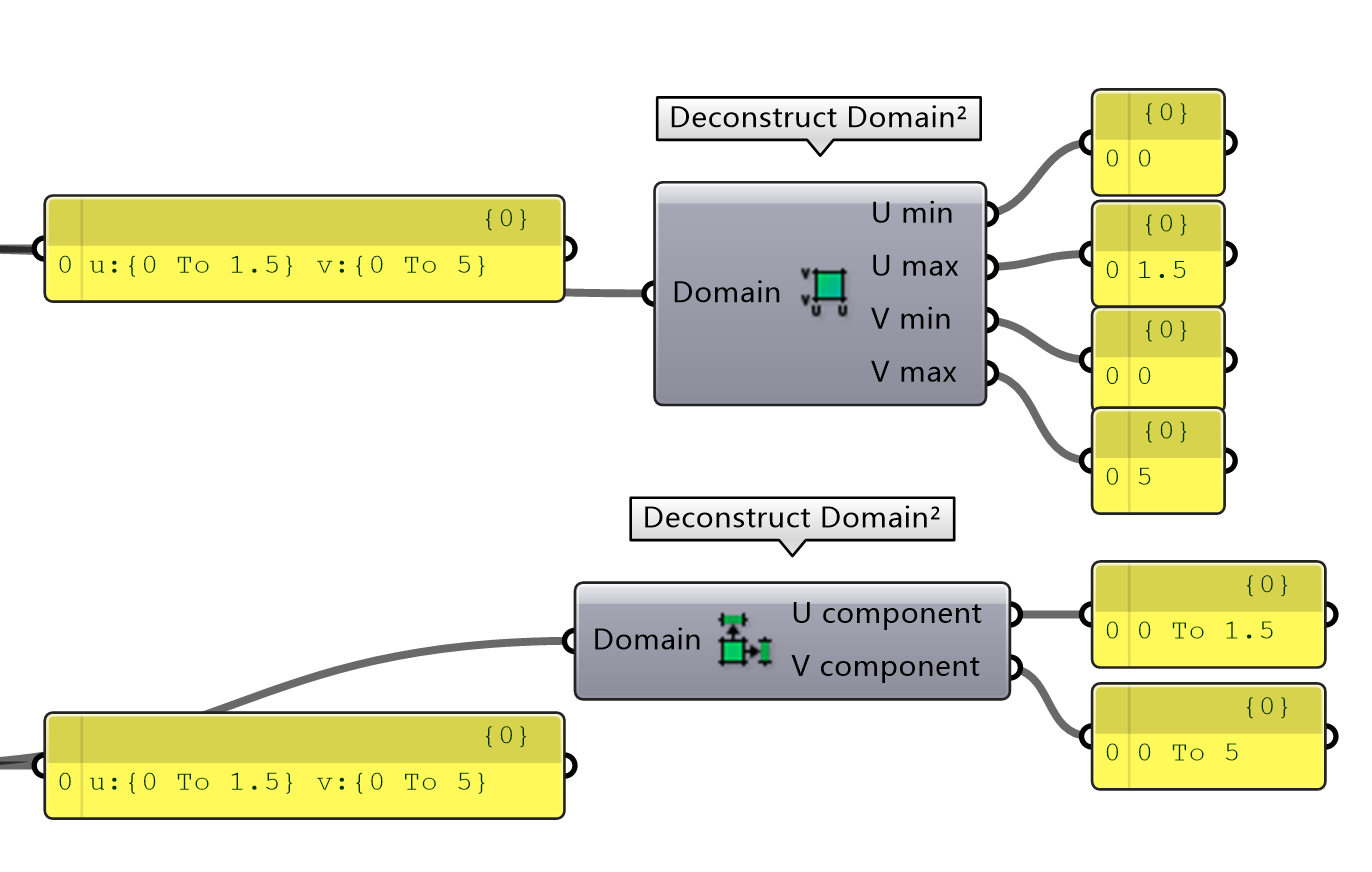 Deconstruct Domain²
{0}
0 u:{0 To 1.5} v:{0 To 5}
Domain
V
V
U U
U min
U max
V min
V max
{0}
0 0
{0}
0 1.5
{0}
0 0
{0}
0 5
Deconstruct Domain²
Domain
U component
V component
{0}
0 0 To 1.5
{0}
0 0 To 5
{0}
0 u:{0 To 1.5} v:{0 To 5}